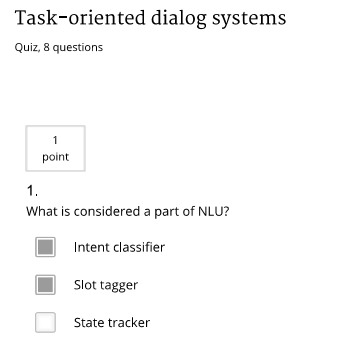 Task-oriented dialog systems
Quiz, 8 questions
1
point
1.
What is considered a part of NLU?
Intent classifier
Slot tagger
State tracker